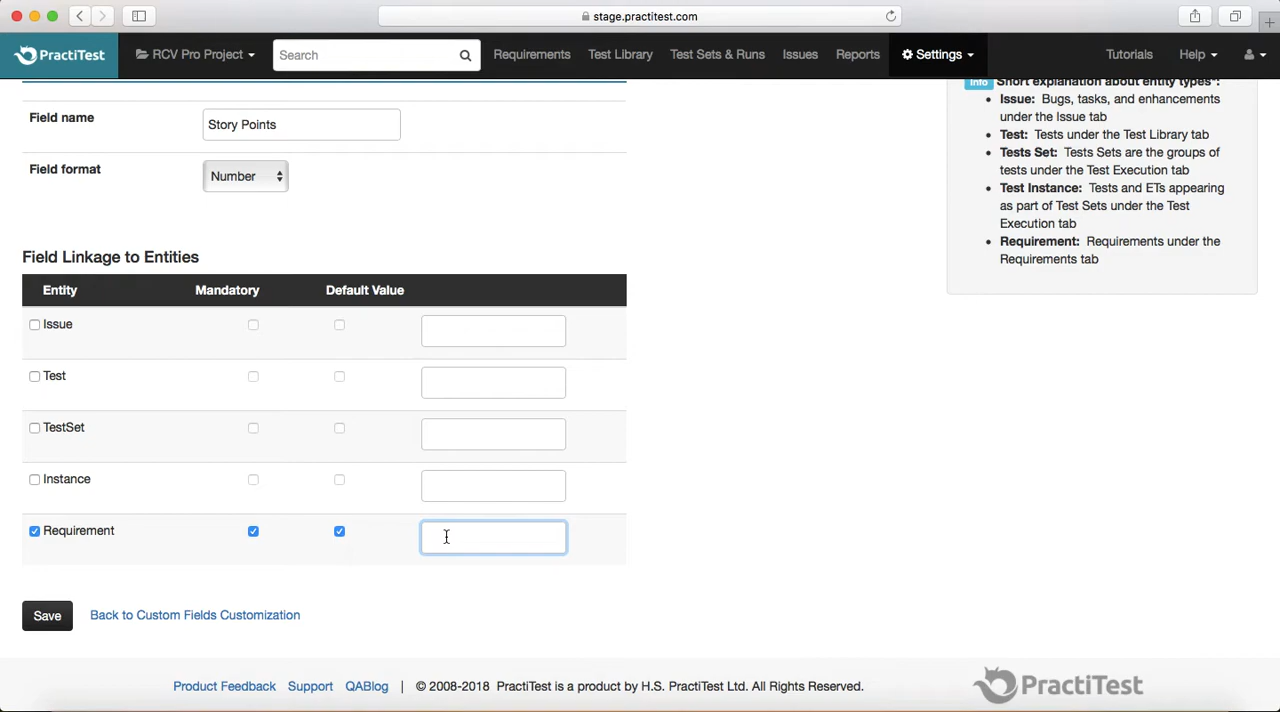 stage.practitest.com
PractiTest
RCV Pro Project
Search
Requirements
Test Library
Test Sets & Runs
Issues
Reports
Settings
Tutorials
Help
Field name
Story Points
Field format
Number
Info Short explanation about entity types*:
Issue: Bugs, tasks, and enhancements
under the Issue tab
Test: Tests under the Test Library tab
Tests Set: Tests Sets are the groups of
tests under the Test Execution tab
Test Instance: Tests and ETs appearing
as part of Test Sets under the Test
Execution tab
Requirement: Requirements under the
Requirements tab
Field Linkage to Entities
Entity Mandatory Default Value
Issue
Test
TestSet
Instance
Requirement
Save Back to Custom Fields Customization
Product Feedback Support QABlog | © 2008-2018 PractiTest is a product by H.S. PractiTest Ltd. All Rights Reserved.
PractiTest